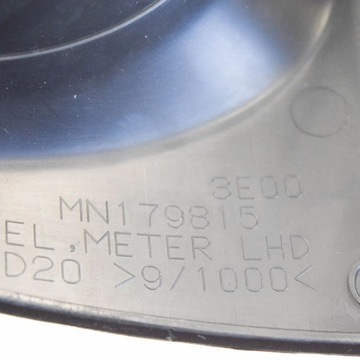 3E00
MN179815
EL,METER LHD
D20 >9/1000<